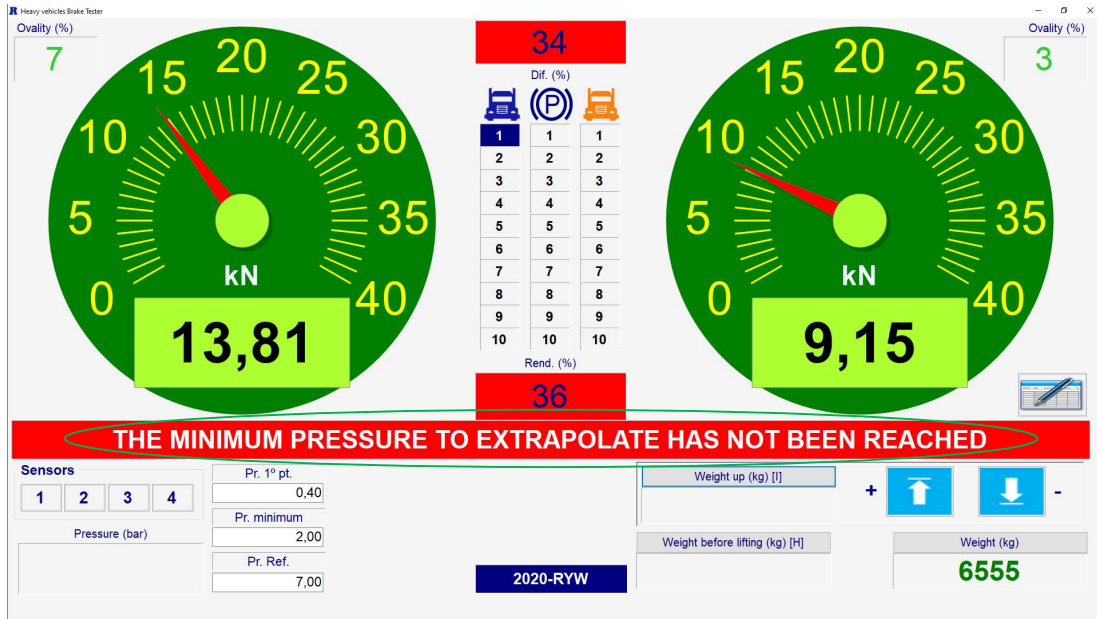 Heavy vehicles Brake Tester
Ovality (%)
7
0
5
10
15
20
25
30
35
40
kN
13,81
34
Dif. (%)
P
1 1 1
2 2 2
3 3 3
4 4 4
5 5 5
6 6 6
7 7 7
8 8 8
9 9 9
10 10 10
Rend. (%)
36
Ovality (%)
3
0
5
10
15
20
25
30
35
40
kN
9,15
THE MINIMUM PRESSURE TO EXTRAPOLATE HAS NOT BEEN REACHED
Sensors
1 2 3 4
Pressure (bar)
Pr. 1º pt.
0,40
Pr. minimum
2,00
Pr. Ref.
7,00
2020-RYW
Weight up (kg) [I]
+ -
Weight before lifting (kg) [H]
Weight (kg)
6555